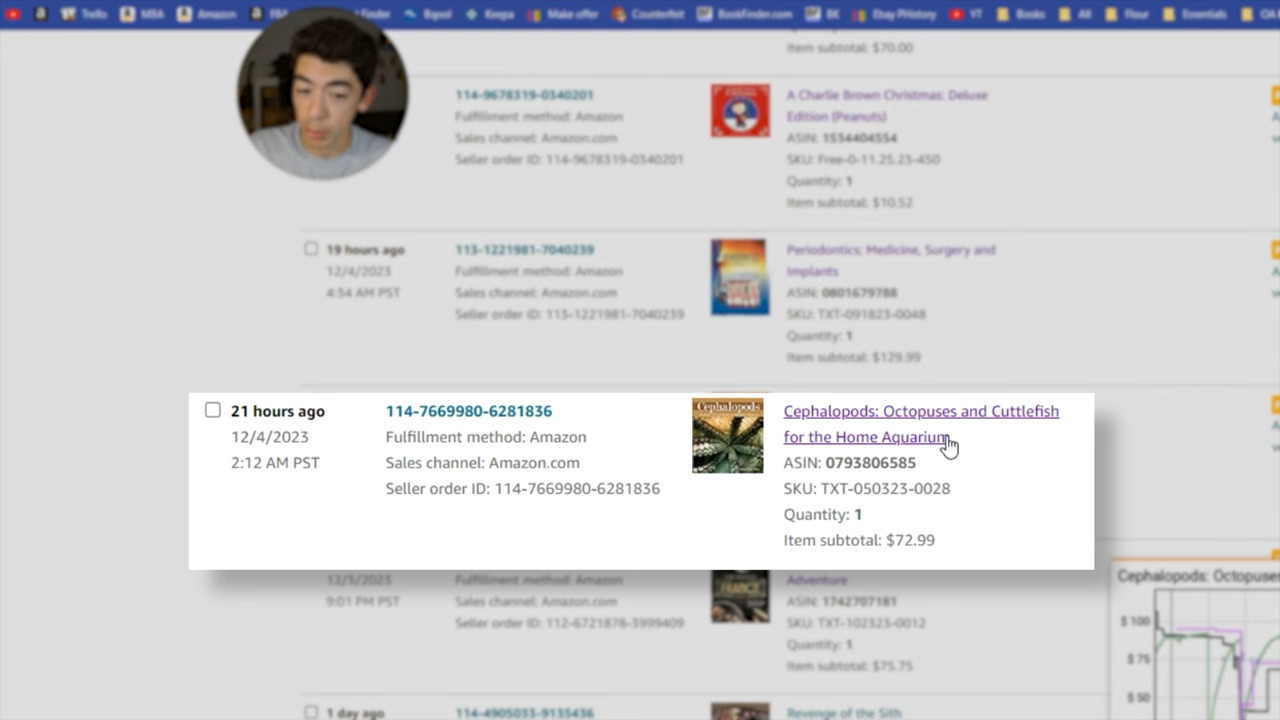 Trello
MBA
Amazon
FBA
Finder
Bqool
Keepa
Make offer
Counterfeit
BookFinder.com
BK
Ebay PHistory
YT
Books
All
Flour
Essentials
OA
Item subtotal: $70.00
114-9678319-0340201
Fulfillment method: Amazon
Sales channel: Amazon.com
Seller order ID: 114-9678319-0340201
A Charlie Brown Christmas: Deluxe
Edition (Peanuts)
ASIN: 1534404554
SKU: Free-0-11.25.23-450
Quantity: 1
Item subtotal: $10.52
19 hours ago
12/4/2023
4:34 AM PST
113-1221981-7040239
Fulfillment method: Amazon
Sales channel: Amazon.com
Seller order ID: 113-1221981-7040239
Periodontics: Medicine, Surgery and
Implants
ASIN: 0801679788
SKU: TXT-091823-0048
Quantity: 1
Item subtotal: $129.99
21 hours ago
12/4/2023
2:12 AM PST
114-7669980-6281836
Fulfillment method: Amazon
Sales channel: Amazon.com
Seller order ID: 114-7669980-6281836
Cephalopods
Cephalopods: Octopuses and Cuttlefish
for the Home Aquarium
ASIN: 0793806585
SKU: TXT-050323-0028
Quantity: 1
Item subtotal: $72.99
12/3/2023
9:01 PM PST
Fulfillment method: Amazon
Sales channel: Amazon.com
Seller order ID: 112-6721878-3999409
FRANCE
Adventure
ASIN: 1742707181
SKU: TXT-102323-0012
Quantity: 1
Item subtotal: $75.75
Cephalopods: Octopuses
$ 100
$ 75
$ 50
1 day ago
114-4905033-9135436
Revenge of the Sith